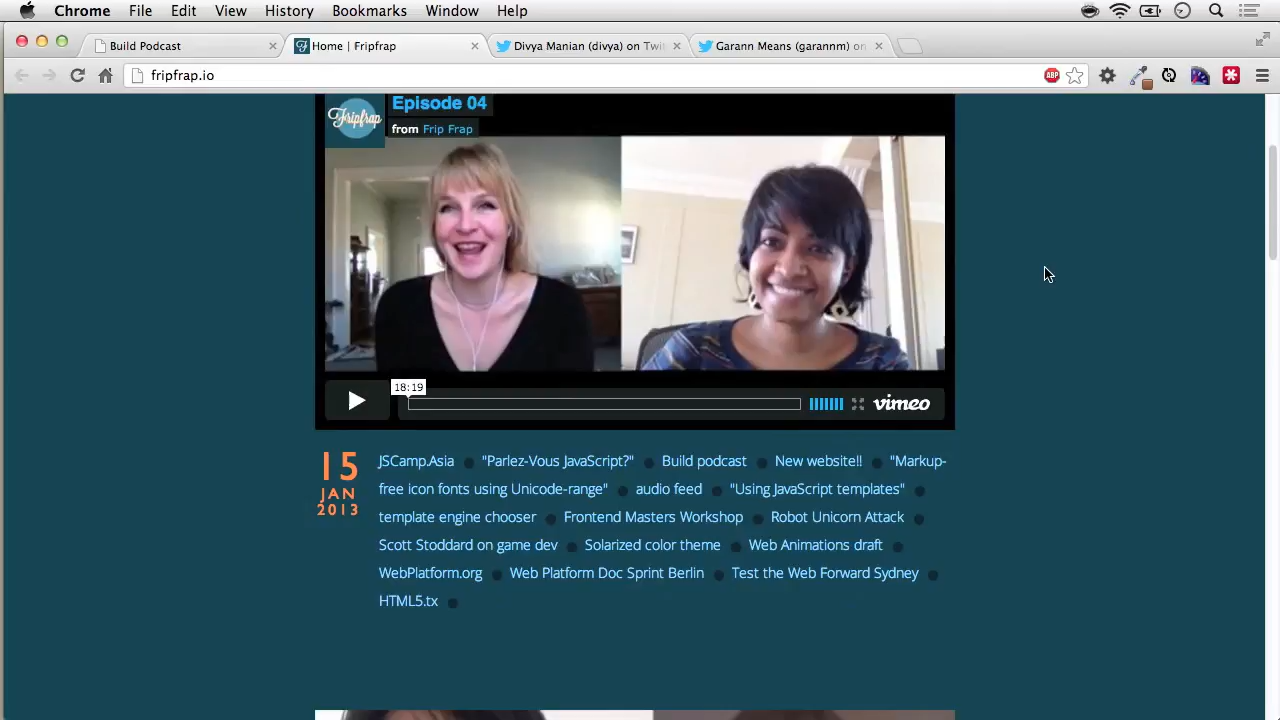 Chrome File Edit View History Bookmarks Window Help
Build Podcast
Home | Fripfrap
Divya Manian (divya) on Twit
Garann Means (garannm) on
fripfrap.io
ABP
Fripfrap
Episode 04
from Frip Frap
18:19
vimeo
15
JAN
2013
JSCamp.Asia "Parlez-Vous JavaScript?" Build podcast New website!! "Markup-
free icon fonts using Unicode-range" audio feed "Using JavaScript templates"
template engine chooser Frontend Masters Workshop Robot Unicorn Attack
Scott Stoddard on game dev Solarized color theme Web Animations draft
WebPlatform.org Web Platform Doc Sprint Berlin Test the Web Forward Sydney
HTML5.tx